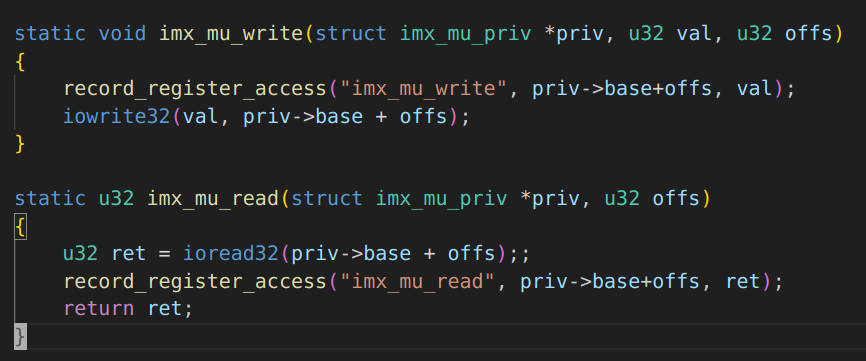 static void imx_mu_write(struct imx_mu_priv *priv, u32 val, u32 offs)
{
    record_register_access("imx_mu_write", priv->base+offs, val);
    iowrite32(val, priv->base + offs);
}

static u32 imx_mu_read(struct imx_mu_priv *priv, u32 offs)
{
    u32 ret = ioread32(priv->base + offs);;
    record_register_access("imx_mu_read", priv->base+offs, ret);
    return ret;
}